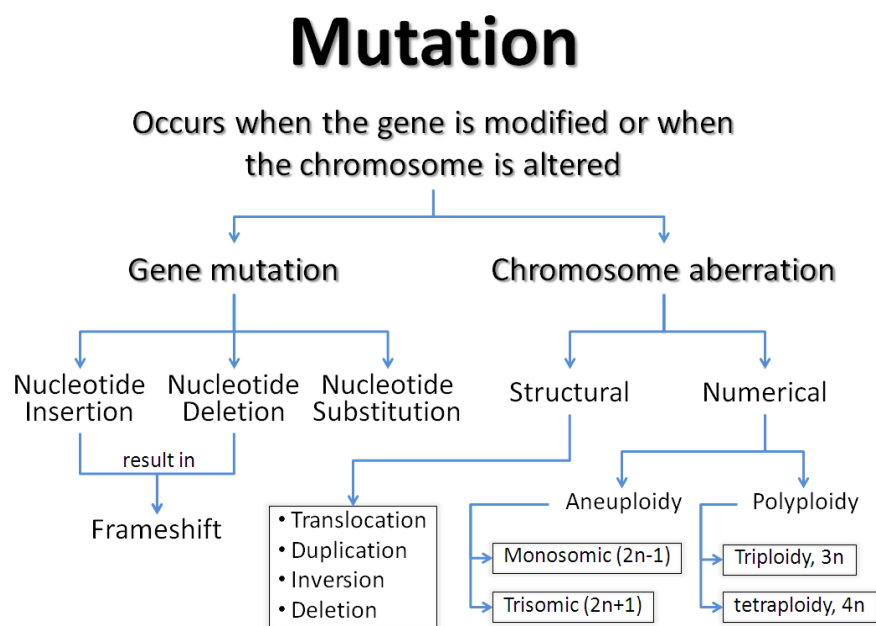 Mutation
Occurs when the gene is modified or when
the chromosome is altered
Gene mutation
Chromosome aberration
Nucleotide
Insertion
Nucleotide
Deletion
Nucleotide
Substitution
Structural
Numerical
result in
Frameshift
• Translocation
• Duplication
• Inversion
• Deletion
Aneuploidy
Monosomic (2n-1)
Trisomic (2n+1)
Polyploidy
Triploidy, 3n
tetraploidy, 4n